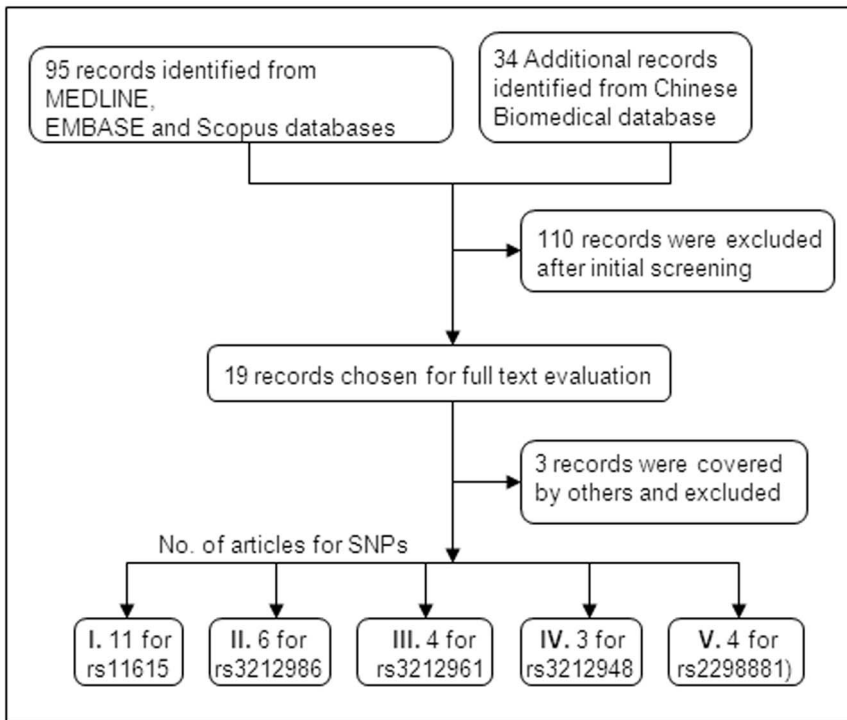 95 records identified from
MEDLINE,
EMBASE and Scopus databases
34 Additional records
identified from Chinese
Biomedical database
110 records were excluded
after initial screening
19 records chosen for full text evaluation
3 records were covered
by others and excluded
No. of articles for SNPs
I. 11 for
rs11615
II. 6 for
rs3212986
III. 4 for
rs3212961
IV. 3 for
rs3212948
V. 4 for
rs2298881)